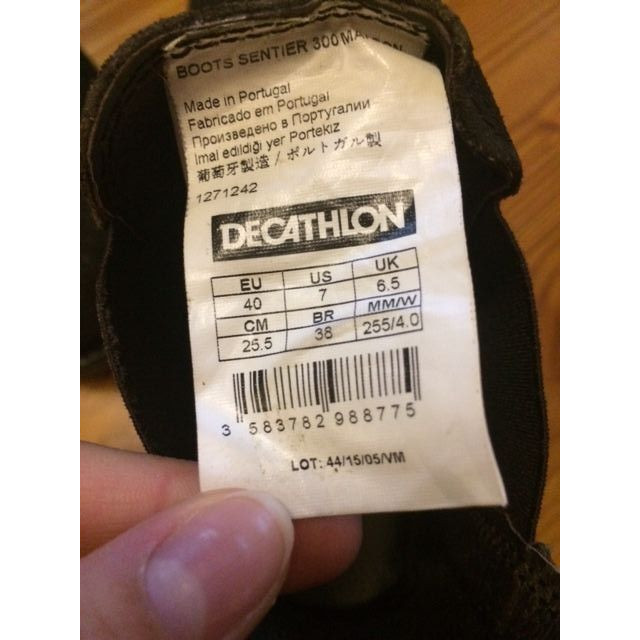 BOOTS SENTIER 300
Made in Portugal
Fabricado em Portugal
Произведено в Португалии
Imal edildiği yer Portekiz
葡萄牙製造 / ポルトガル製
1271242
DECATHLON
EU US UK
40 7 6.5
CM BR MM/W
25.5 38 255/4.0
3 583782 988775
LOT: 44/15/05/VM